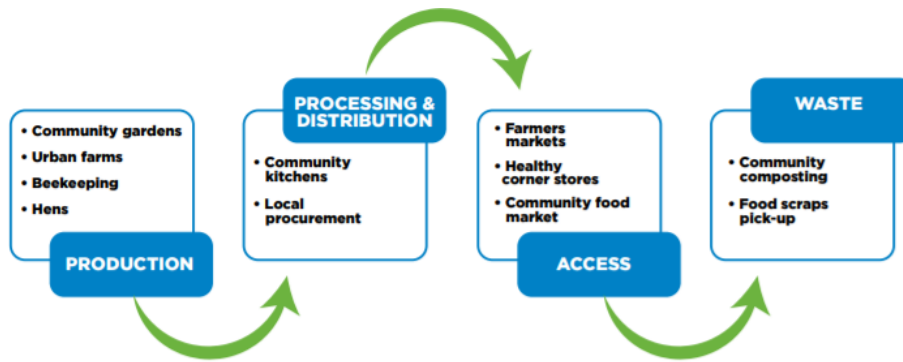 • Community gardens
• Urban farms
• Beekeeping
• Hens
PRODUCTION
PROCESSING &
DISTRIBUTION
• Community
kitchens
• Local
procurement
• Farmers
markets
• Healthy
corner stores
• Community food
market
ACCESS
WASTE
• Community
composting
• Food scraps
pick-up